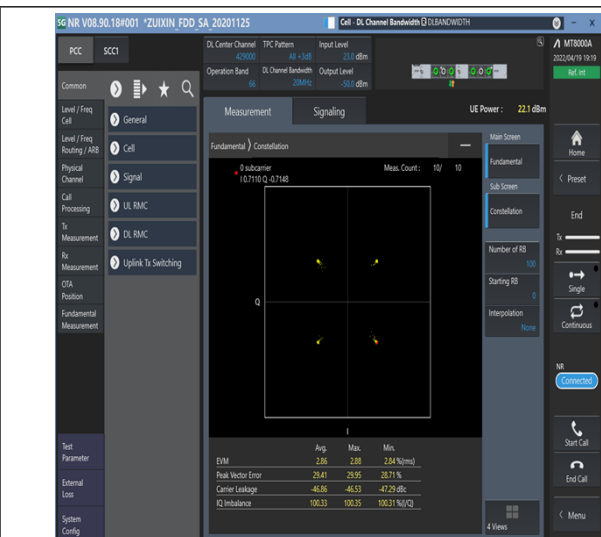 5G NR V08.90.18#001 *ZUIXIN_FDD_SA_20201125
Cell - DL Channel Bandwidth DLBANDWIDTH
PCC SCC1
DL Center Channel 429000
TPC Pattern All +3dB
Input Level 23.0 dBm
Operation Band 66
DL Channel Bandwidth 20MHz
Output Level -50.0 dBm
MT8000A
2022/04/19 19:19
Ref. Int
Common
Level / Freq
Cell
Level / Freq
Routing / ARB
Physical
Channel
Call
Processing
Tx
Measurement
Rx
Measurement
OTA
Position
Fundamental
Measurement
Test
Parameter
External
Loss
System
Config
General
Cell
Signal
UL RMC
DL RMC
Uplink Tx Switching
Measurement Signaling
UE Power : 22.1 dBm
Fundamental 〉 Constellation
0 subcarrier
I 0.7110 Q -0.7148
Meas. Count : 10/ 10
Q
I
Avg. Max. Min.
EVM 2.86 2.88 2.84 %(rms)
Peak Vector Error 29.41 29.95 28.71 %
Carrier Leakage -46.86 -46.53 -47.29 dBc
IQ Imbalance 100.33 100.35 100.31 %(I/Q)
Main Screen
Fundamental
Sub Screen
Constellation
Number of RB
100
Starting RB
0
Interpolation
None
4 Views
Home
Preset
End
Tx
Rx
Single
Continuous
NR
Connected
Start Call
End Call
Menu